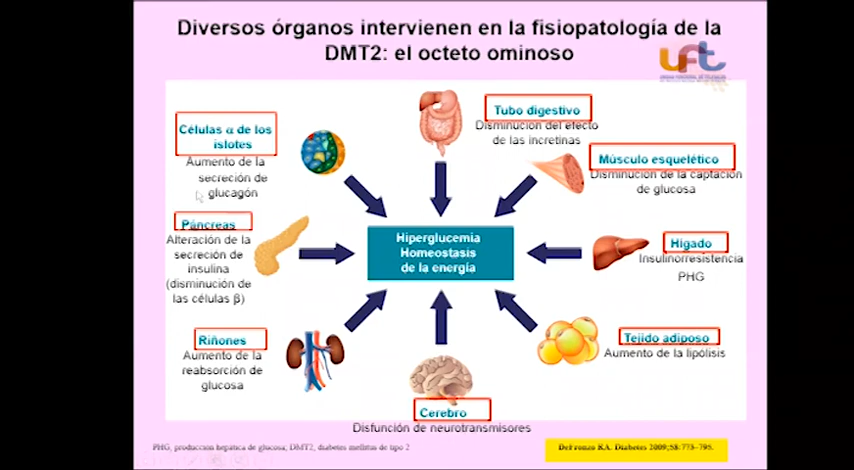 Diversos órganos intervienen en la fisiopatología de la
DMT2: el octeto ominoso
uft
Células α de los
islotes
Aumento de la
secreción de
glucagón
Tubo digestivo
Disminución del efecto
de las incretinas
Músculo esquelético
Disminución de la captación
de glucosa
Páncreas
Alteración de la
secreción de
insulina
(disminución de
las células β)
Hiperglucemia
Homeostasis
de la energía
Hígado
Insulinorresistencia
PHG
Riñones
Aumento de la
reabsorción de
glucosa
Tejido adiposo
Aumento de la lipólisis
Cerebro
Disfunción de neurotransmisores
PHG, producción hepática de glucosa, DMT2, diabetes mellitus de tipo 2
DeFronzo RA. Diabetes 2009;58:773–795.